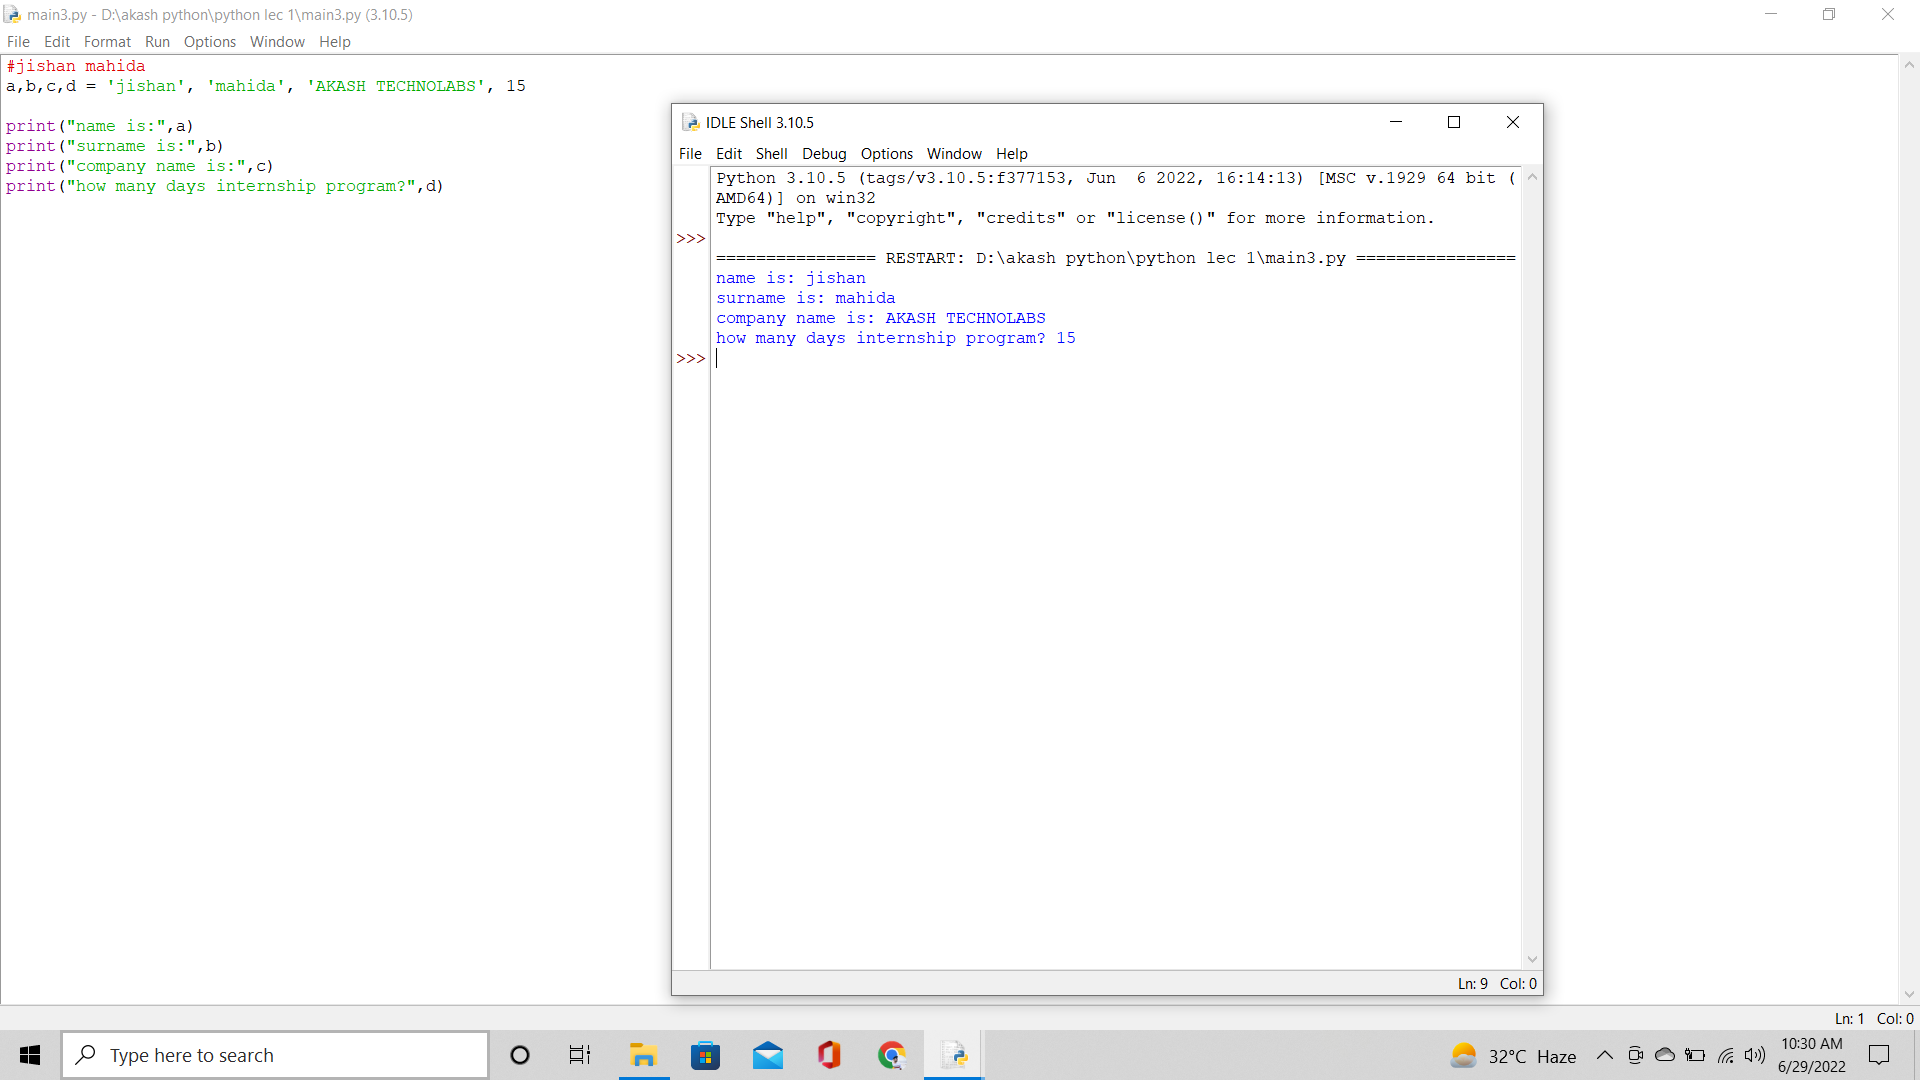 main3.py - D:\akash python\python lec 1\main3.py (3.10.5)
File Edit Format Run Options Window Help
#jishan mahida
a,b,c,d = 'jishan', 'mahida', 'AKASH TECHNOLABS', 15
print("name is:",a)
print("surname is:",b)
print("company name is:",c)
print("how many days internship program?",d)
IDLE Shell 3.10.5
File Edit Shell Debug Options Window Help
Python 3.10.5 (tags/v3.10.5:f377153, Jun  6 2022, 16:14:13) [MSC v.1929 64 bit (
AMD64)] on win32
Type "help", "copyright", "credits" or "license()" for more information.
>>>
================ RESTART: D:\akash python\python lec 1\main3.py ================
name is: jishan
surname is: mahida
company name is: AKASH TECHNOLABS
how many days internship program? 15
>>>
Ln: 9 Col: 0
Ln: 1 Col: 0
Type here to search
32°C Haze
10:30 AM
6/29/2022